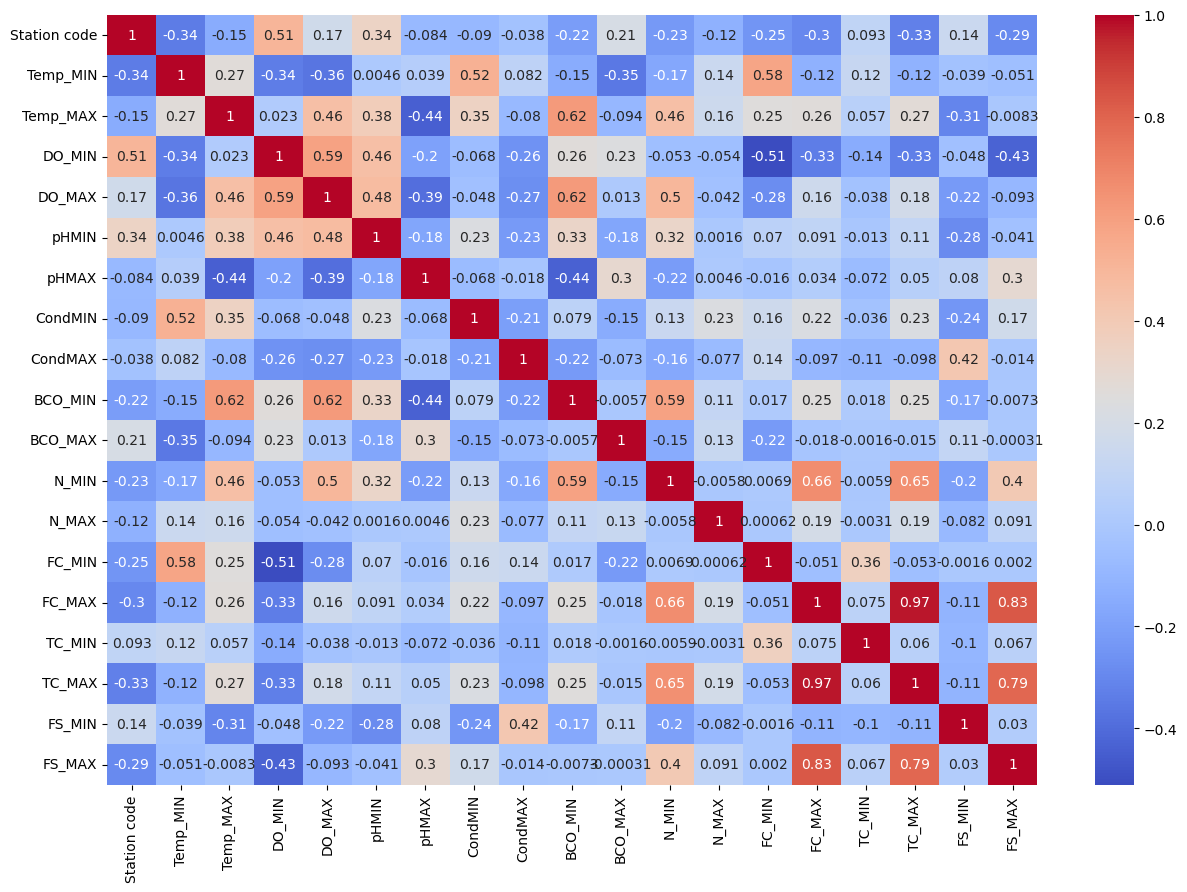 Station code 1 -0.34 -0.15 0.51 0.17 0.34 -0.084 -0.09 -0.038 -0.22 0.21 -0.23 -0.12 -0.25 -0.3 0.093 -0.33 0.14 -0.29
Temp_MIN -0.34 1 0.27 -0.34 -0.36 0.0046 0.039 0.52 0.082 -0.15 -0.35 -0.17 0.14 0.58 -0.12 0.12 -0.12 -0.039 -0.051
Temp_MAX -0.15 0.27 1 0.023 0.46 0.38 -0.44 0.35 -0.08 0.62 -0.094 0.46 0.16 0.25 0.26 0.057 0.27 -0.31 -0.0083
DO_MIN 0.51 -0.34 0.023 1 0.59 0.46 -0.2 -0.068 -0.26 0.26 0.23 -0.053 -0.054 -0.51 -0.33 -0.14 -0.33 -0.048 -0.43
DO_MAX 0.17 -0.36 0.46 0.59 1 0.48 -0.39 -0.048 -0.27 0.62 0.013 0.5 -0.042 -0.28 0.16 -0.038 0.18 -0.22 -0.093
pHMIN 0.34 0.0046 0.38 0.46 0.48 1 -0.18 0.23 -0.23 0.33 -0.18 0.32 0.0016 0.07 0.091 -0.013 0.11 -0.28 -0.041
pHMAX -0.084 0.039 -0.44 -0.2 -0.39 -0.18 1 -0.068 -0.018 -0.44 0.3 -0.22 0.0046 -0.016 0.034 -0.072 0.05 0.08 0.3
CondMIN -0.09 0.52 0.35 -0.068 -0.048 0.23 -0.068 1 -0.21 0.079 -0.15 0.13 0.23 0.16 0.22 -0.036 0.23 -0.24 0.17
CondMAX -0.038 0.082 -0.08 -0.26 -0.27 -0.23 -0.018 -0.21 1 -0.22 -0.073 -0.16 -0.077 0.14 -0.097 -0.11 -0.098 0.42 -0.014
BCO_MIN -0.22 -0.15 0.62 0.26 0.62 0.33 -0.44 0.079 -0.22 1 -0.0057 0.59 0.11 0.017 0.25 0.018 0.25 -0.17 -0.0073
BCO_MAX 0.21 -0.35 -0.094 0.23 0.013 -0.18 0.3 -0.15 -0.073 -0.0057 1 -0.15 0.13 -0.22 -0.018 -0.0016 -0.015 0.11 -0.00031
N_MIN -0.23 -0.17 0.46 -0.053 0.5 0.32 -0.22 0.13 -0.16 0.59 -0.15 1 -0.0058 0.0069 0.66 -0.0059 0.65 -0.2 0.4
N_MAX -0.12 0.14 0.16 -0.054 -0.042 0.0016 0.0046 0.23 -0.077 0.11 0.13 -0.0058 1 0.00062 0.19 -0.0031 0.19 -0.082 0.091
FC_MIN -0.25 0.58 0.25 -0.51 -0.28 0.07 -0.016 0.16 0.14 0.017 -0.22 0.0069 0.00062 1 -0.051 0.36 -0.053 -0.0016 0.002
FC_MAX -0.3 -0.12 0.26 -0.33 0.16 0.091 0.034 0.22 -0.097 0.25 -0.018 0.66 0.19 -0.051 1 0.075 0.97 -0.11 0.83
TC_MIN 0.093 0.12 0.057 -0.14 -0.038 -0.013 -0.072 -0.036 -0.11 0.018 -0.0016 -0.0059 -0.0031 0.36 0.075 1 0.06 -0.1 0.067
TC_MAX -0.33 -0.12 0.27 -0.33 0.18 0.11 0.05 0.23 -0.098 0.25 -0.015 0.65 0.19 -0.053 0.97 0.06 1 -0.11 0.79
FS_MIN 0.14 -0.039 -0.31 -0.048 -0.22 -0.28 0.08 -0.24 0.42 -0.17 0.11 -0.2 -0.082 -0.0016 -0.11 -0.1 -0.11 1 0.03
FS_MAX -0.29 -0.051 -0.0083 -0.43 -0.093 -0.041 0.3 0.17 -0.014 -0.0073 -0.00031 0.4 0.091 0.002 0.83 0.067 0.79 0.03 1
Station code Temp_MIN Temp_MAX DO_MIN DO_MAX pHMIN pHMAX CondMIN CondMAX BCO_MIN BCO_MAX N_MIN N_MAX FC_MIN FC_MAX TC_MIN TC_MAX FS_MIN FS_MAX
1.0
0.8
0.6
0.4
0.2
0.0
−0.2
−0.4